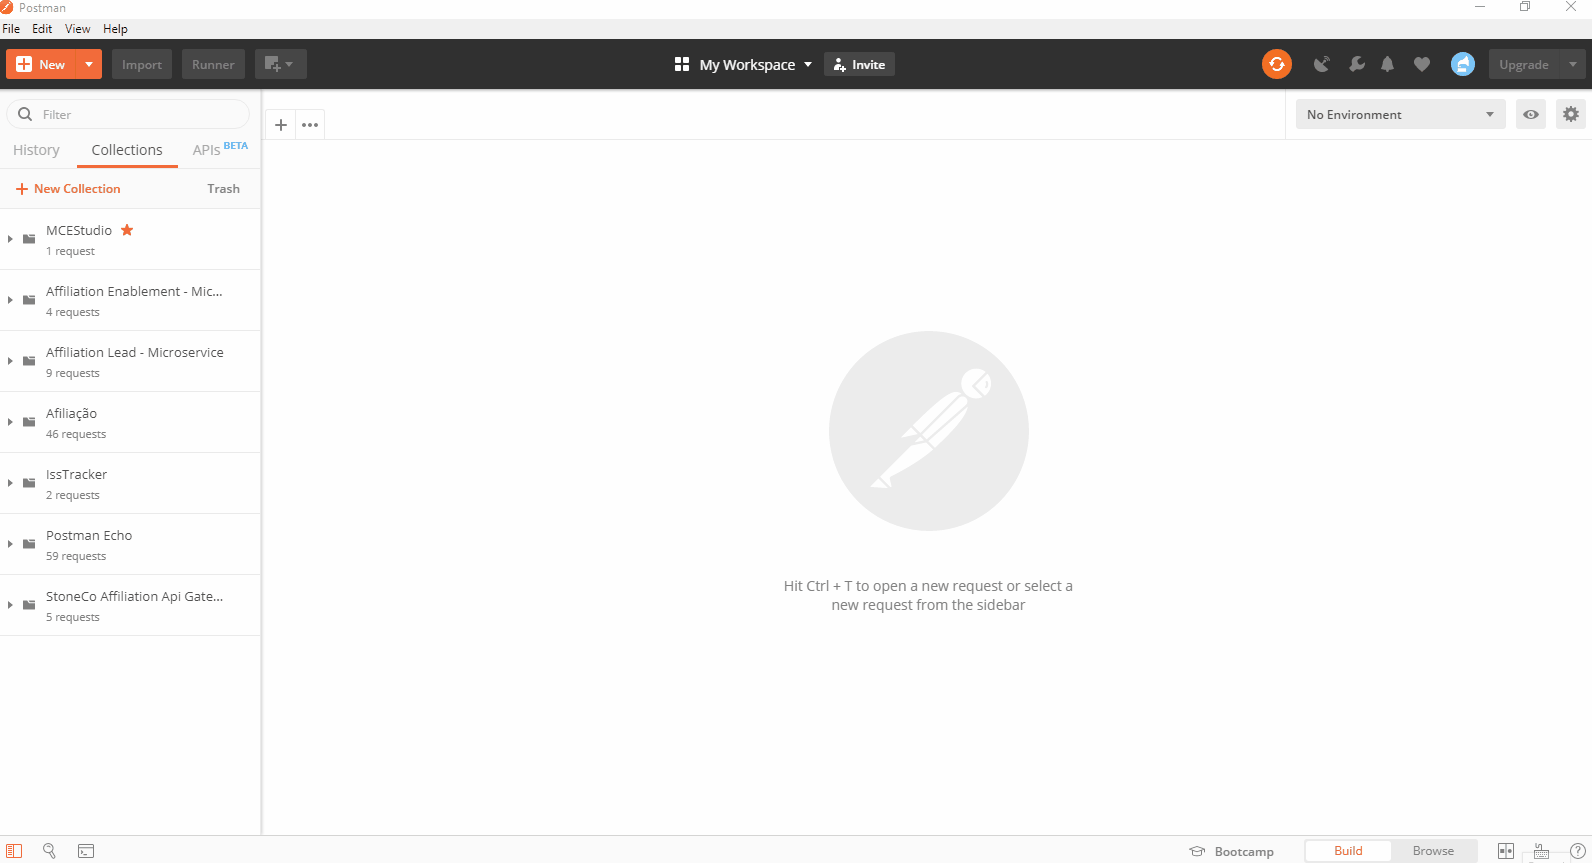 Postman
File Edit View Help
New Import Runner My Workspace Invite Upgrade
Filter
No Environment
History Collections APIs BETA
New Collection Trash
MCEStudio
1 request
Affiliation Enablement - Mic...
4 requests
Affiliation Lead - Microservice
9 requests
Afiliação
46 requests
IssTracker
2 requests
Postman Echo
59 requests
StoneCo Affiliation Api Gate...
5 requests
Hit Ctrl + T to open a new request or select a
new request from the sidebar
Bootcamp Build Browse